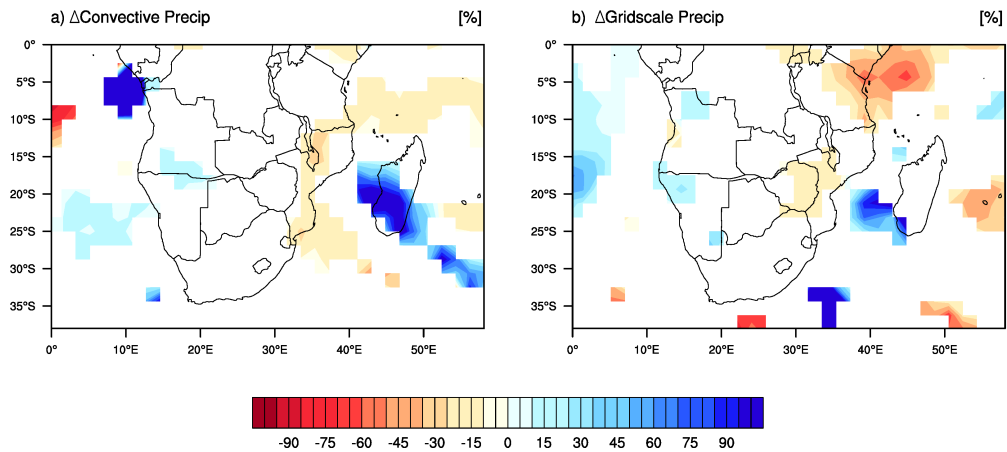 a) ΔConvective Precip [%]
b) ΔGridscale Precip [%]
0°
5°S
10°S
15°S
20°S
25°S
30°S
35°S
0° 10°E 20°E 30°E 40°E 50°E
0°
5°S
10°S
15°S
20°S
25°S
30°S
35°S
0° 10°E 20°E 30°E 40°E 50°E
-90 -75 -60 -45 -30 -15 0 15 30 45 60 75 90